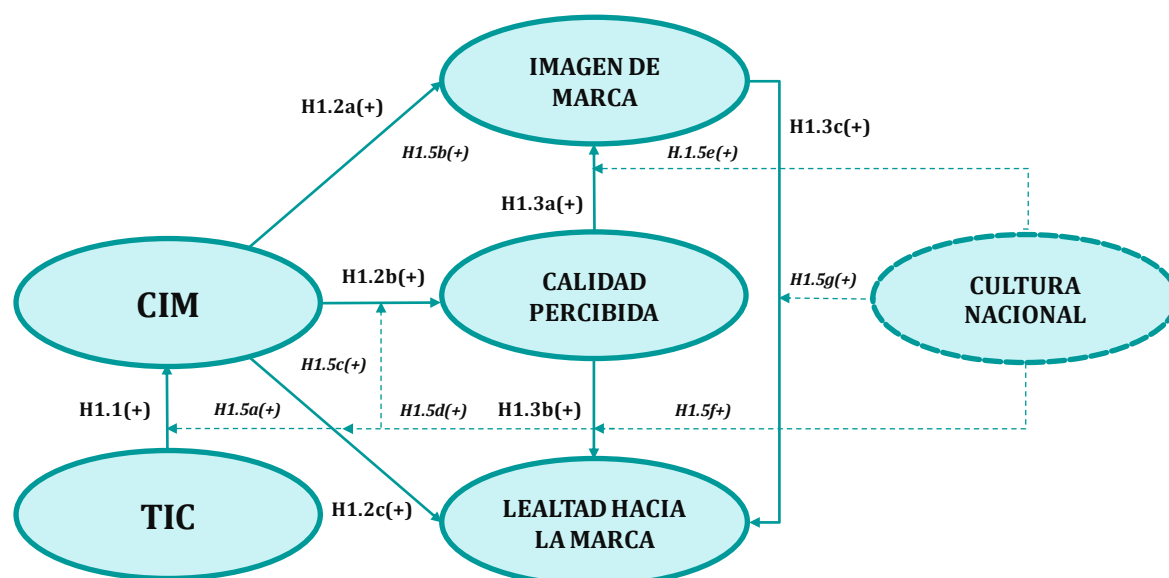 IMAGEN DE
MARCA
H1.2a(+)
H1.3c(+)
H1.5b(+)
H.1.5e(+)
H1.3a(+)
CIM
H1.2b(+)
CALIDAD
PERCIBIDA
H1.5g(+)
CULTURA
NACIONAL
H1.5c(+)
H1.1(+)
H1.5a(+)
H1.5d(+)
H1.3b(+)
H1.5f+)
TIC
H1.2c(+)
LEALTAD HACIA
LA MARCA